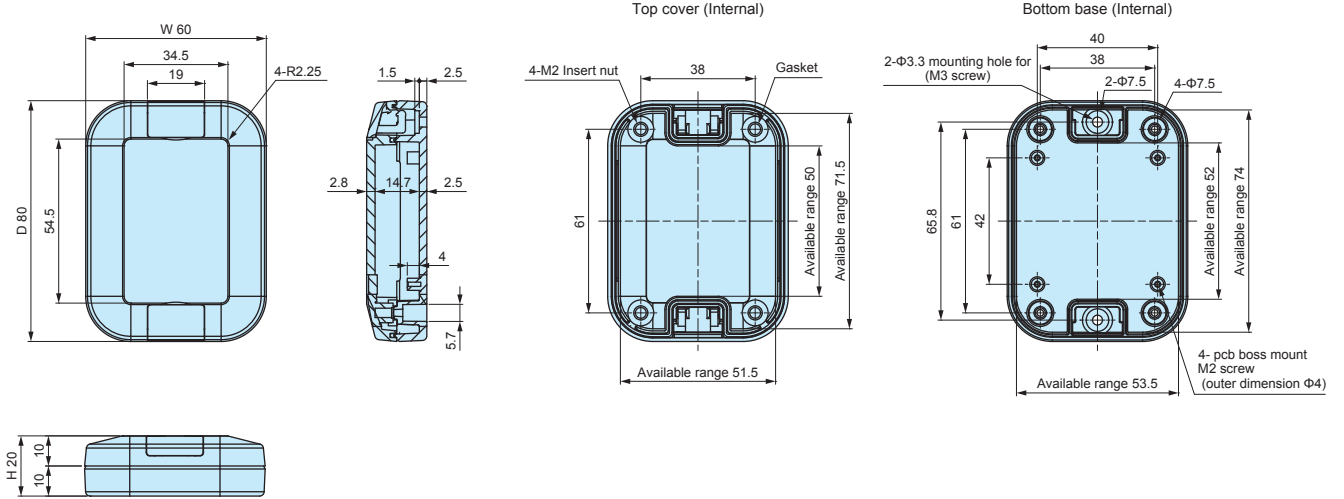 Top cover (Internal)
Bottom base (Internal)
W 60
34.5
19
4-R2.25
D 80
54.5
1.5
2.5
2.8
14.7
2.5
4
5.7
4-M2 Insert nut
38
Gasket
61
Available range 50
Available range 71.5
Available range 51.5
40
38
2-Φ3.3 mounting hole for
(M3 screw)
2-Φ7.5
4-Φ7.5
65.8
61
42
Available range 52
Available range 74
Available range 53.5
4- pcb boss mount
M2 screw
(outer dimension Φ4)
H 20
10
10